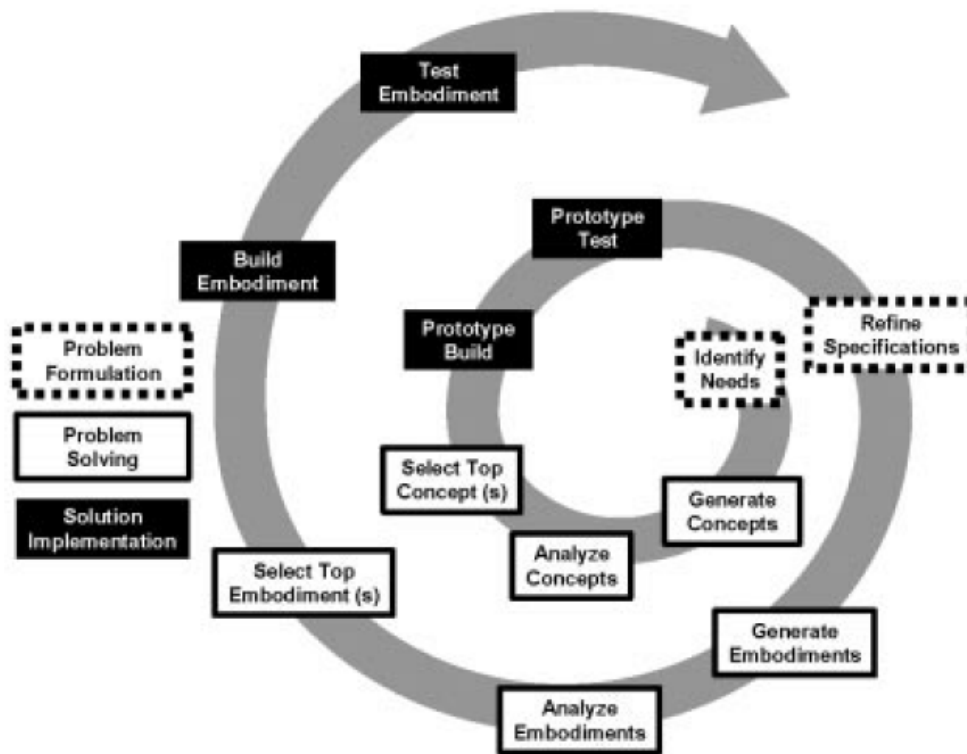 Test
Embodiment
Prototype
Test
Build
Embodiment
Refine
Specifications
Prototype
Build
Identify
Needs
Problem
Formulation
Problem
Solving
Select Top
Concept (s)
Generate
Concepts
Solution
Implementation
Analyze
Concepts
Select Top
Embodiment (s)
Generate
Embodiments
Analyze
Embodiments